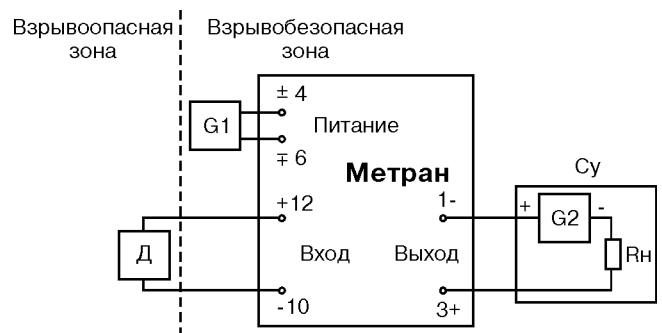 Взрывоопасная
зона
Взрывобезопасная
зона
± 4
G1
Питание
∓ 6
Метран
Су
+12
1-
+
G2
-
Д
Вход
Выход
Rн
-10
3+